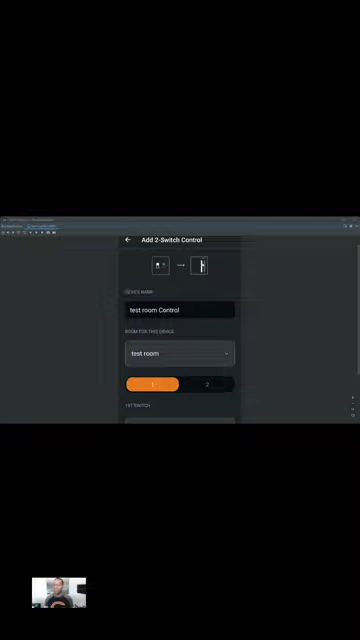 Add 2-Switch Control
DEVICE NAME
test room Control
ROOM FOR THIS DEVICE
test room
1
2
1ST SWITCH